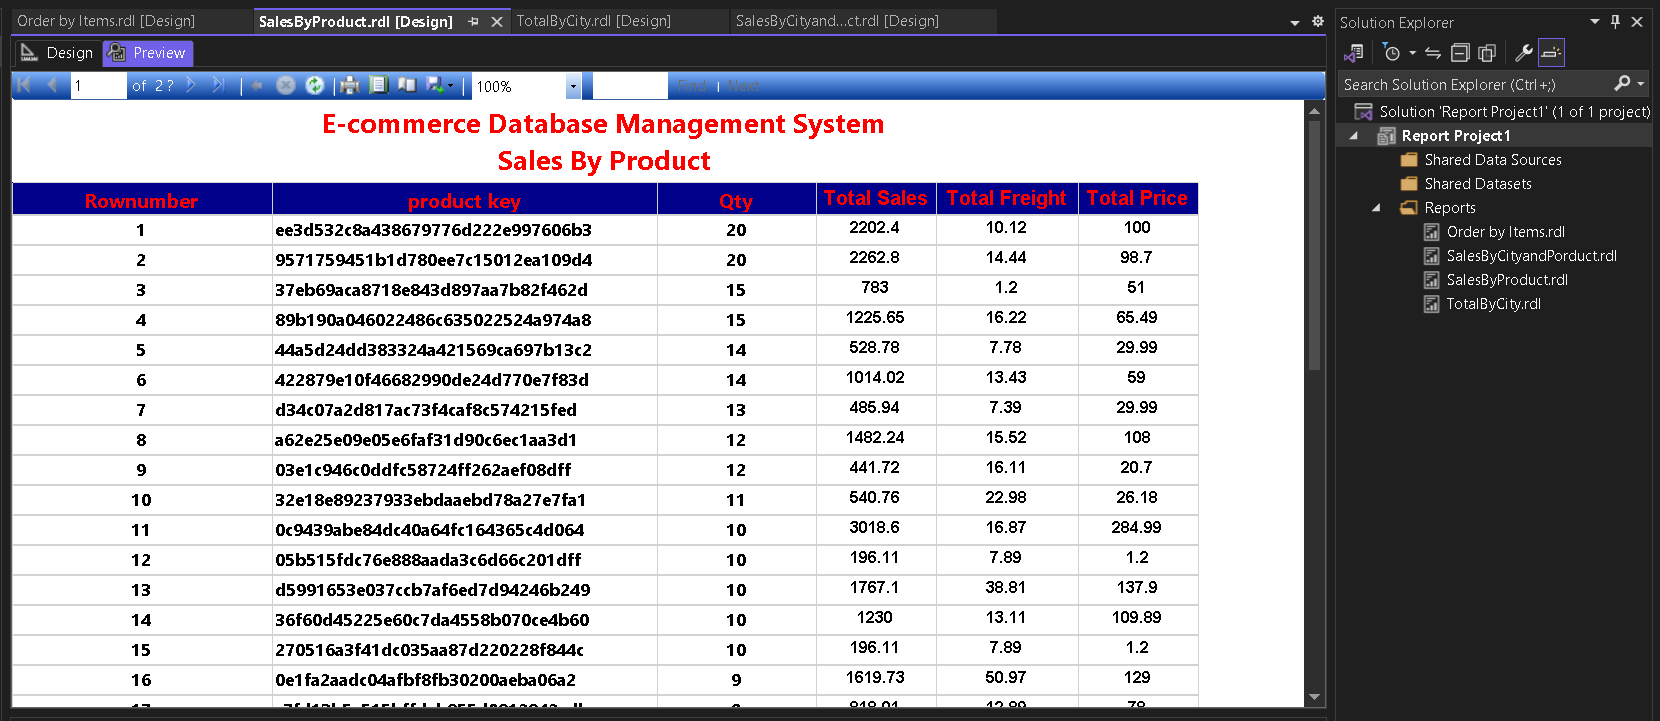 Order by Items.rdl [Design]
SalesByProduct.rdl [Design]
TotalByCity.rdl [Design]
SalesByCityand...ct.rdl [Design]
Design
Preview
1 of 2 ?
100%
Find | Next
E-commerce Database Management System
Sales By Product
Rownumber product key Qty Total Sales Total Freight Total Price
1 ee3d532c8a438679776d222e997606b3 20 2202.4 10.12 100
2 9571759451b1d780ee7c15012ea109d4 20 2262.8 14.44 98.7
3 37eb69aca8718e843d897aa7b82f462d 15 783 1.2 51
4 89b190a046022486c635022524a974a8 15 1225.65 16.22 65.49
5 44a5d24dd383324a421569ca697b13c2 14 528.78 7.78 29.99
6 422879e10f46682990de24d770e7f83d 14 1014.02 13.43 59
7 d34c07a2d817ac73f4caf8c574215fed 13 485.94 7.39 29.99
8 a62e25e09e05e6faf31d90c6ec1aa3d1 12 1482.24 15.52 108
9 03e1c946c0ddfc58724ff262aef08dff 12 441.72 16.11 20.7
10 32e18e89237933ebdaaebd78a27e7fa1 11 540.76 22.98 26.18
11 0c9439abe84dc40a64fc164365c4d064 10 3018.6 16.87 284.99
12 05b515fdc76e888aada3c6d66c201dff 10 196.11 7.89 1.2
13 d5991653e037ccb7af6ed7d94246b249 10 1767.1 38.81 137.9
14 36f60d45225e60c7da4558b070ce4b60 10 1230 13.11 109.89
15 270516a3f41dc035aa87d220228f844c 10 196.11 7.89 1.2
16 0e1fa2aadc04afbf8fb30200aeba06a2 9 1619.73 50.97 129
Solution Explorer
Search Solution Explorer (Ctrl+;)
Solution 'Report Project1' (1 of 1 project)
Report Project1
Shared Data Sources
Shared Datasets
Reports
Order by Items.rdl
SalesByCityandPorduct.rdl
SalesByProduct.rdl
TotalByCity.rdl